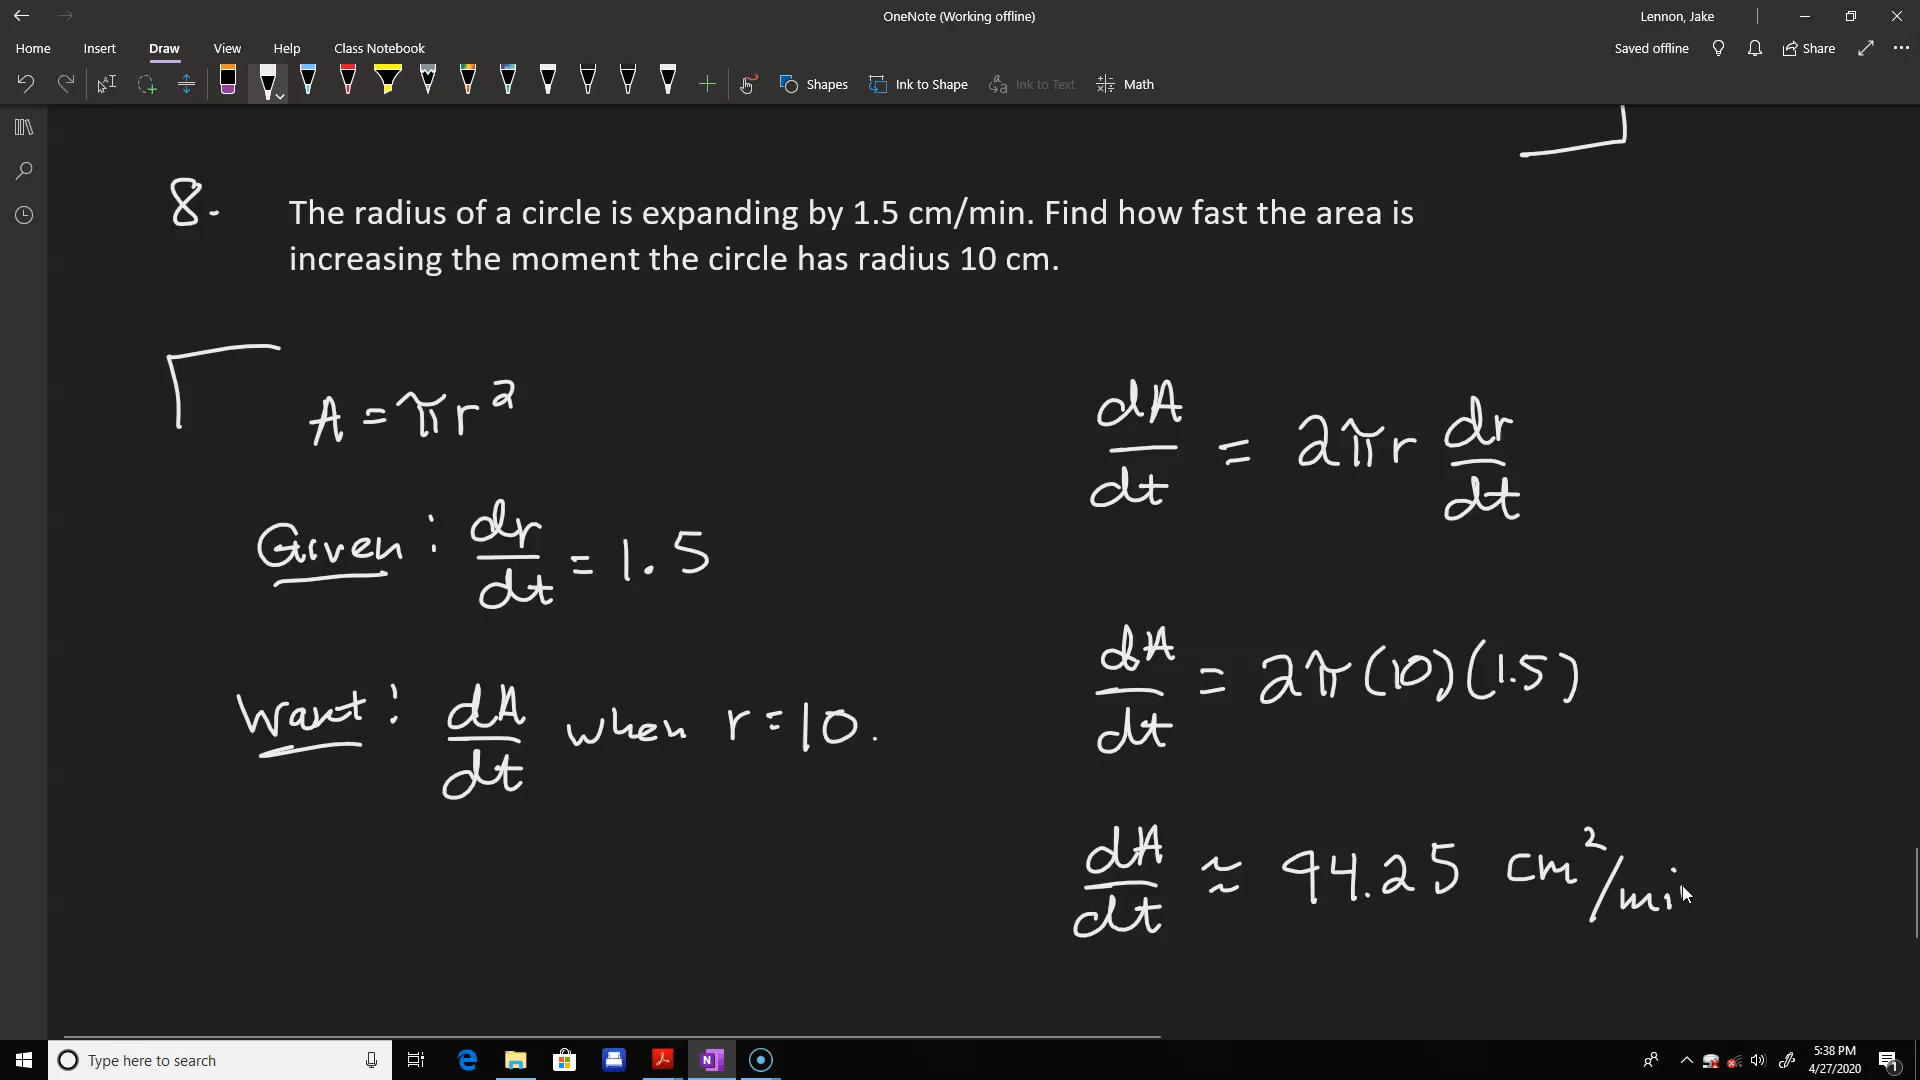 OneNote (Working offline)
Lennon, Jake
Home Insert Draw View Help Class Notebook
Saved offline Share
Shapes Ink to Shape Ink to Text Math
8. The radius of a circle is expanding by 1.5 cm/min. Find how fast the area is
increasing the moment the circle has radius 10 cm.
A = πr²
Given: dr/dt = 1.5
Want: dA/dt when r = 10.
dA/dt = 2πr dr/dt
dA/dt = 2π(10)(1.5)
dA/dt ≈ 94.25 cm²/mi
Type here to search
5:38 PM
4/27/2020